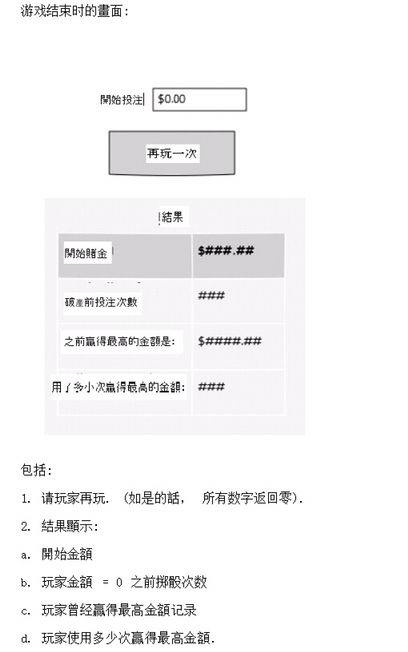 游戏结束时的畫面:
開始投注 $0.00
再玩一次
結果
開始賭金 $###.##
破產前投注次數 ###
之前贏得最高的金額是: $####.##
用了多小次贏得最高的金額: ###
包括:
1. 请玩家再玩. (如是的話, 所有数字返回零).
2. 結果顯示:
a. 開始金額
b. 玩家金額 = 0 之前掷骰次数
c. 玩家曾经贏得最高金額记录
d. 玩家使用多少次贏得最高金額.